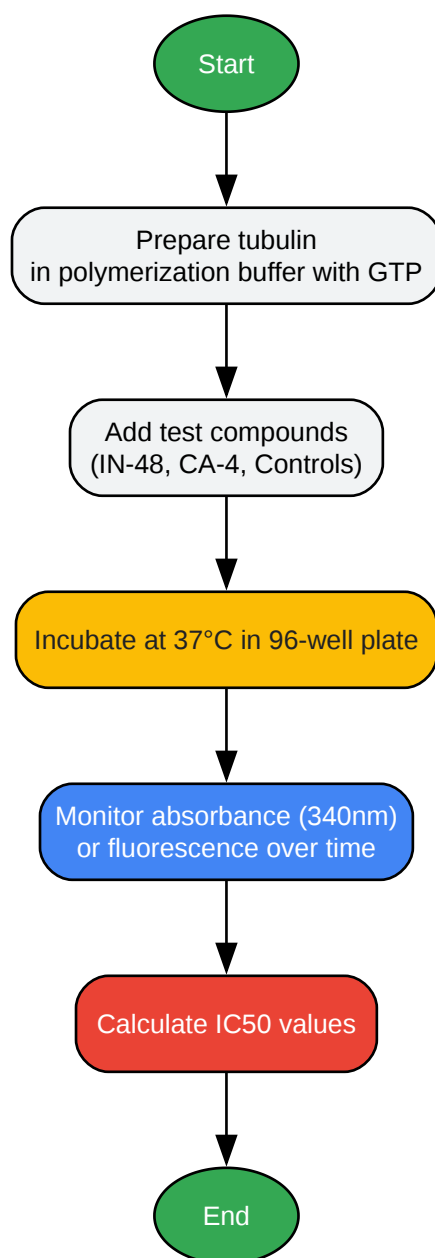 Start
Prepare tubulin
in polymerization buffer with GTP
Add test compounds
(IN-48, CA-4, Controls)
Incubate at 37°C in 96-well plate
Monitor absorbance (340nm)
or fluorescence over time
Calculate IC50 values
End